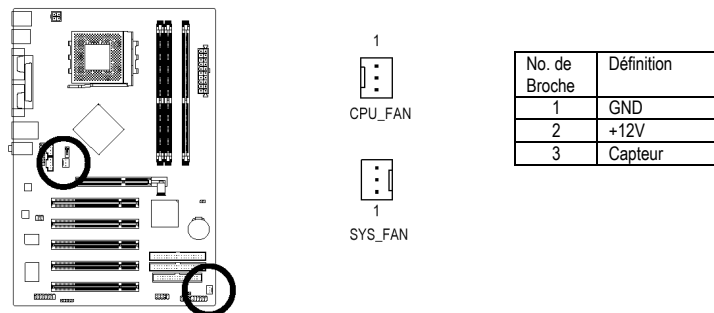 1
CPU_FAN
1
SYS_FAN
No. de Broche Définition
1 GND
2 +12V
3 Capteur